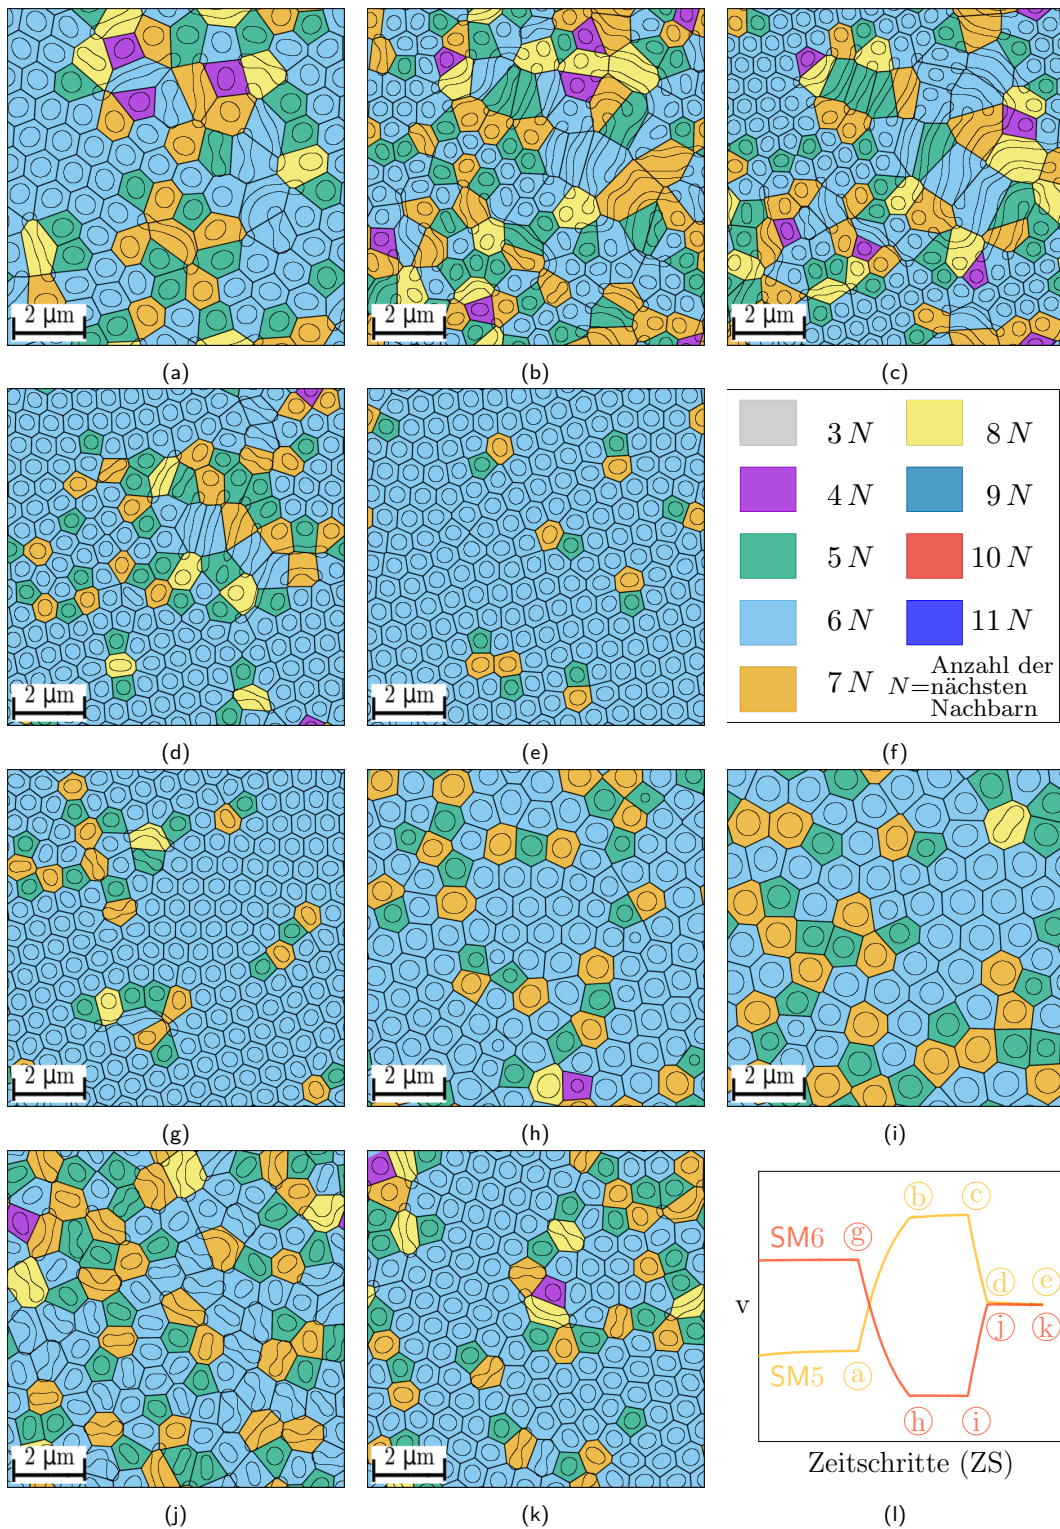 2 µm
2 µm
2 µm
(a)
(b)
(c)
2 µm
2 µm
3 N
8 N
4 N
9 N
5 N
10 N
6 N
11 N
7 N
N= Anzahl der
nächsten
Nachbarn
(d)
(e)
(f)
2 µm
2 µm
2 µm
(g)
(h)
(i)
2 µm
2 µm
b
c
SM6
g
d
e
v
j
k
SM5
a
h
i
Zeitschritte (ZS)
(j)
(k)
(l)